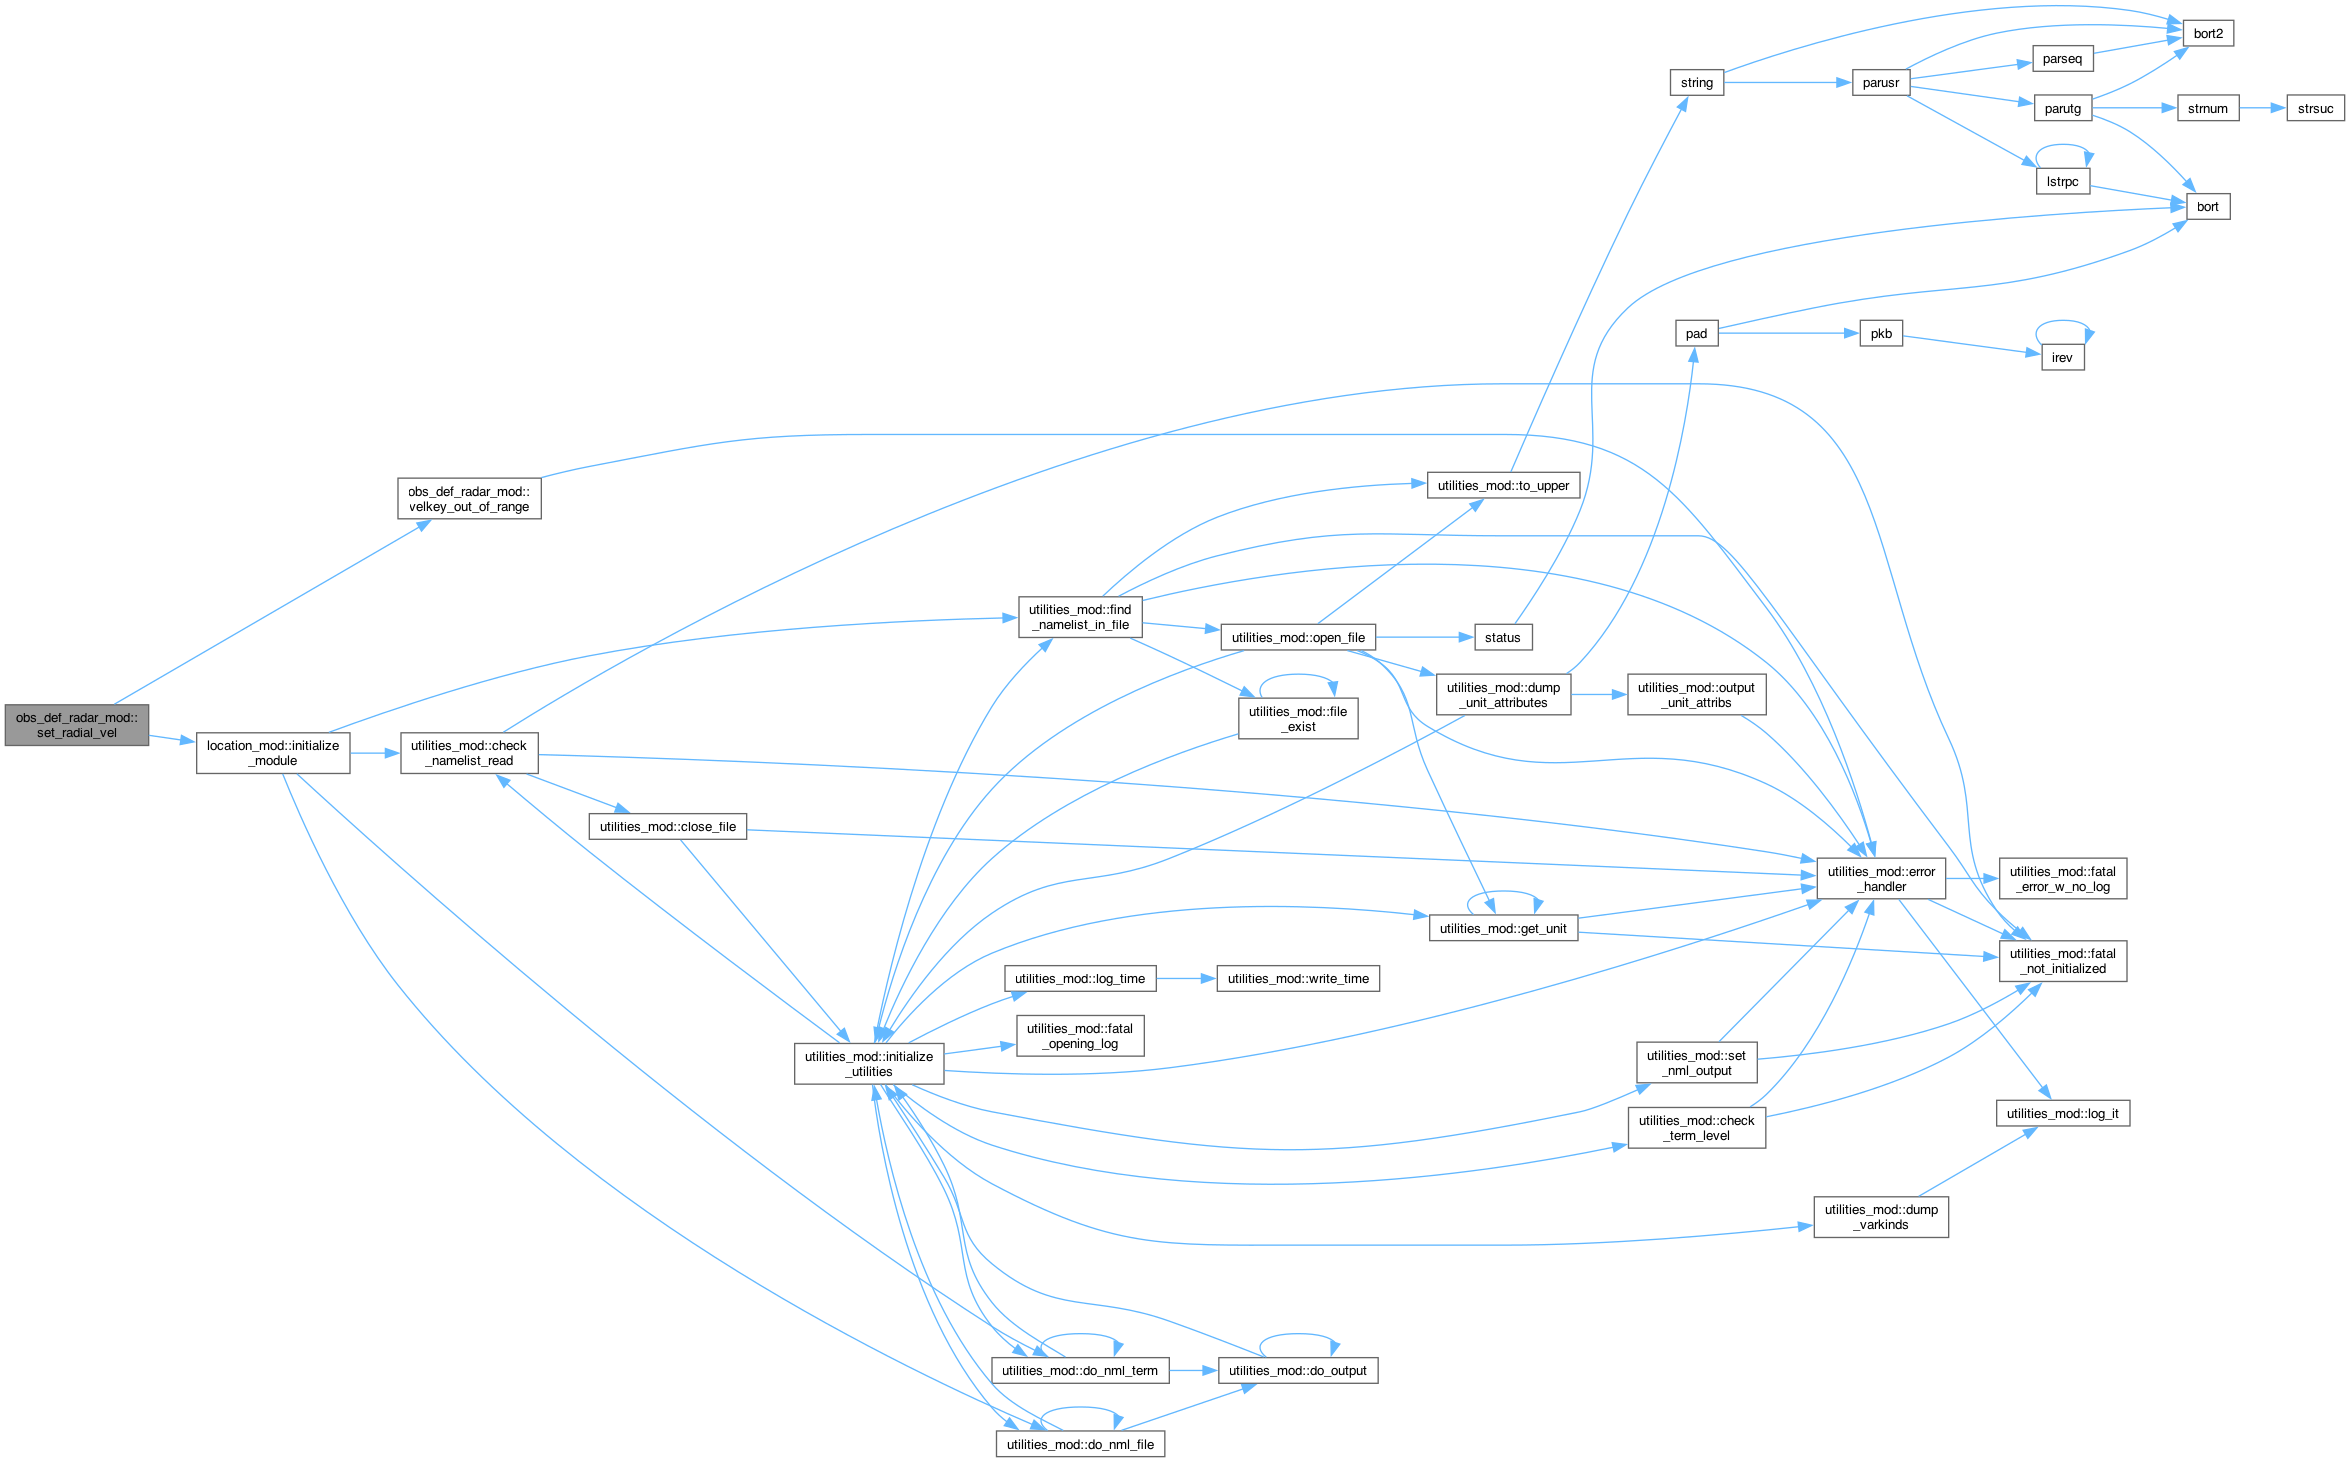 bort2
parseq
string
parusr
parutg
strnum
strsuc
lstrpc
bort
pad
pkb
irev
obs_def_radar_mod::
velkey_out_of_range
utilities_mod::to_upper
utilities_mod::find
_namelist_in_file
utilities_mod::open_file
status
utilities_mod::dump
_unit_attributes
utilities_mod::output
_unit_attribs
utilities_mod::file
_exist
obs_def_radar_mod::
set_radial_vel
location_mod::initialize
_module
utilities_mod::check
_namelist_read
utilities_mod::close_file
utilities_mod::error
_handler
utilities_mod::fatal
_error_w_no_log
utilities_mod::get_unit
utilities_mod::fatal
_not_initialized
utilities_mod::log_time
utilities_mod::write_time
utilities_mod::fatal
_opening_log
utilities_mod::initialize
_utilities
utilities_mod::set
_nml_output
utilities_mod::check
_term_level
utilities_mod::log_it
utilities_mod::dump
_varkinds
utilities_mod::do_nml_term
utilities_mod::do_output
utilities_mod::do_nml_file